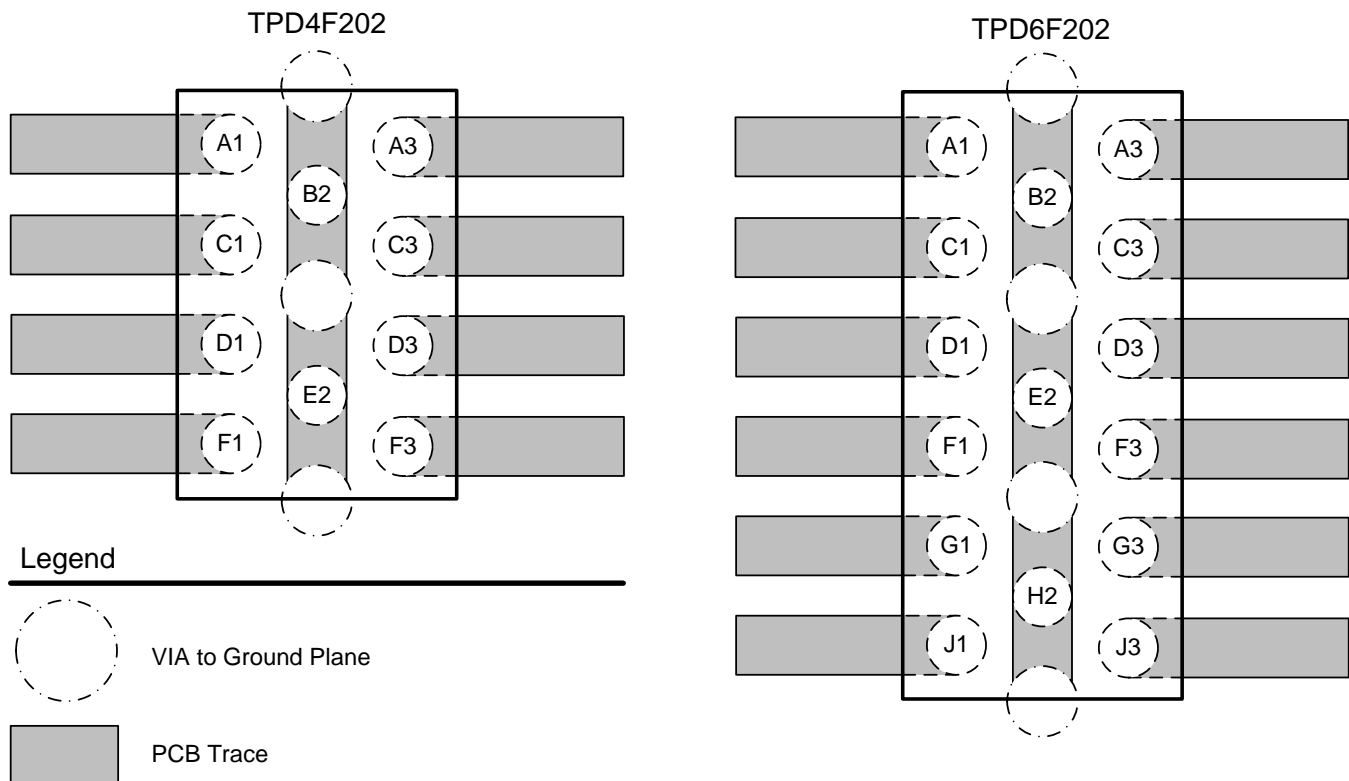 TPD4F202
A1
A3
B2
C1
C3
D1
D3
E2
F1
F3
Legend
VIA to Ground Plane
PCB Trace
TPD6F202
A1
A3
B2
C1
C3
D1
D3
E2
F1
F3
G1
G3
H2
J1
J3